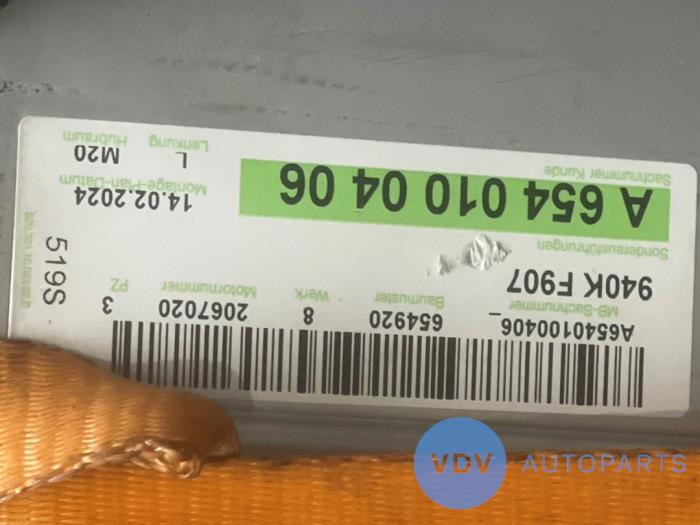 A6540100406_ 654920 8 2067020 3
MB-Sachnummer Baumuster Werk Motornummer PZ
940K F907
Sonderausführungen
519S
A 654 010 04 06
Sachnummer Kunde
14.02.2024
Montage-Plan-Datum
L M20
Lenkung Hubraum
VDV AUTOPARTS